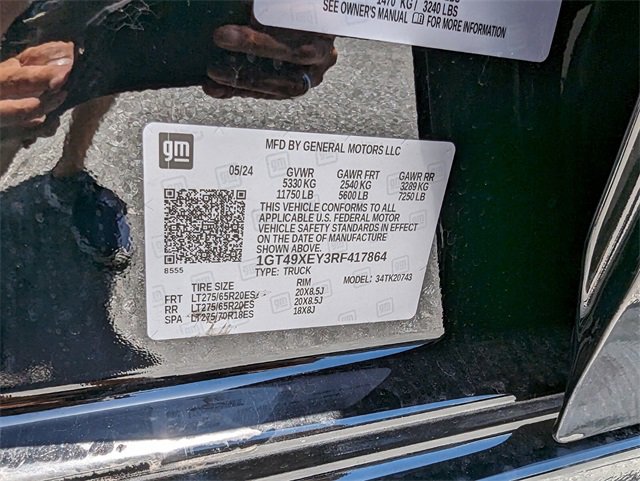 1470 KG / 3240 LBS
SEE OWNER'S MANUAL FOR MORE INFORMATION
gm
MFD BY GENERAL MOTORS LLC
05/24 GVWR GAWR FRT GAWR RR
5330 KG 2540 KG 3289 KG
11750 LB 5600 LB 7250 LB
THIS VEHICLE CONFORMS TO ALL
APPLICABLE U.S. FEDERAL MOTOR
VEHICLE SAFETY STANDARDS IN EFFECT
ON THE DATE OF MANUFACTURE
SHOWN ABOVE.
8555
1GT49XEY3RF417864
TYPE: TRUCK MODEL: 34TK20743
TIRE SIZE RIM
FRT LT275/65R20ES 20X8.5J
RR LT275/65R20ES 20X8.5J
SPA LT275/70R18ES 18X8J